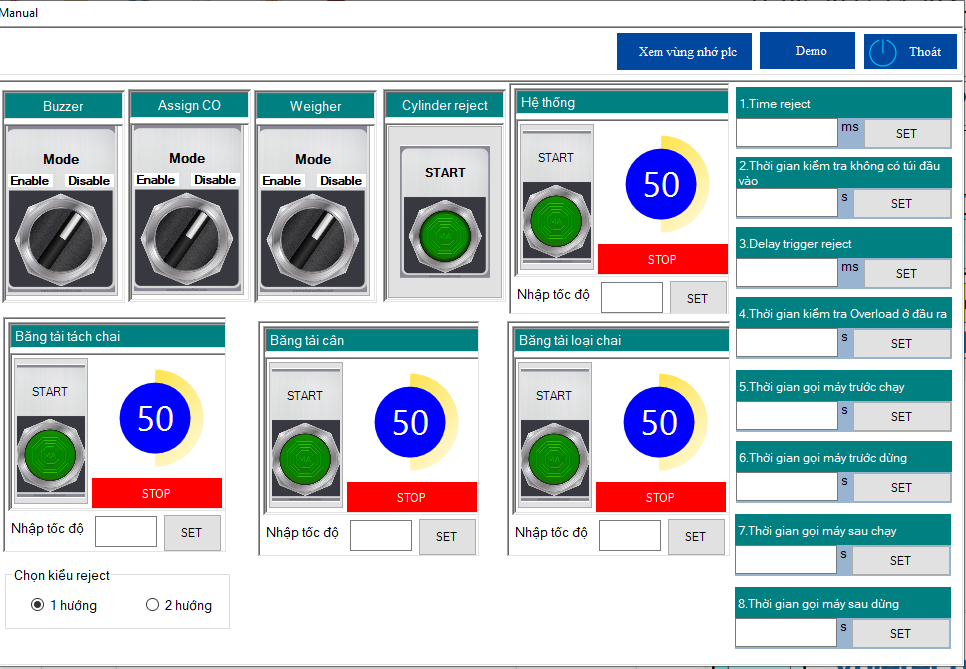 Manual
Xem vùng nhớ plc
Demo
Thoát
Buzzer
Mode
Enable Disable
Assign CO
Mode
Enable Disable
Weigher
Mode
Enable Disable
Cylinder reject
START
Hệ thống
START
50
STOP
Nhập tốc độ
SET
Băng tải tách chai
START
50
STOP
Nhập tốc độ
SET
Băng tải cân
START
50
STOP
Nhập tốc độ
SET
Băng tải loại chai
START
50
STOP
Nhập tốc độ
SET
Chọn kiểu reject
1 hướng
2 hướng
1.Time reject
ms
SET
2.Thời gian kiểm tra không có túi đầu
vào
s
SET
3.Delay trigger reject
ms
SET
4.Thời gian kiểm tra Overload ở đầu ra
s
SET
5.Thời gian gọi máy trước chạy
s
SET
6.Thời gian gọi máy trước dừng
s
SET
7.Thời gian gọi máy sau chạy
s
SET
8.Thời gian gọi máy sau dừng
s
SET